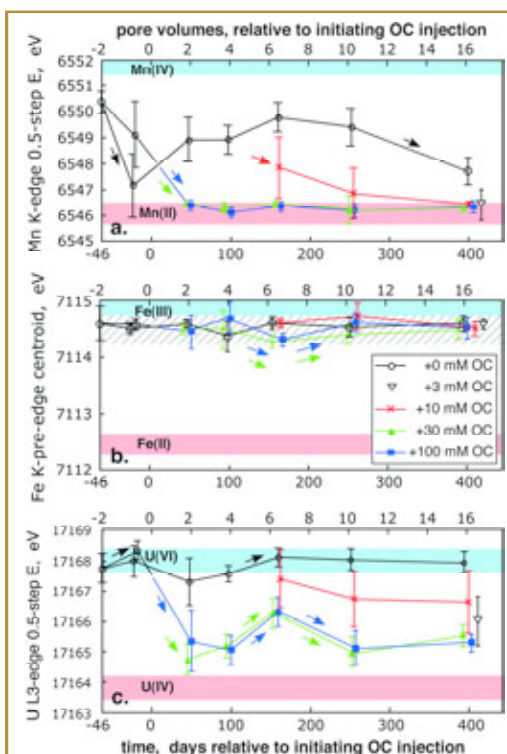 pore volumes, relative to initiating OC injection
-2 0 2 4 6 8 10 12 14 16
Mn K-edge 0.5-step E, eV
6552
6550
6549
6547
6546
6545
Mn(IV)
Mn(II)
a.
-46 0 100 200 300 400
-2 0 2 4 6 8 10 12 14 16
Fe K-pre-edge centroid, eV
7115
7114
7113
7112
Fe(III)
Fe(II)
b.
+0 mM OC
+3 mM OC
+10 mM OC
+30 mM OC
+100 mM OC
-46 0 100 200 300 400
-2 0 2 4 6 8 10 12 14 16
U L3-edge 0.5-step E, eV
17169
17168
17167
17165
17164
17163
U(VI)
U(IV)
c.
-46 0 100 200 300 400
time, days relative to initiating OC injection